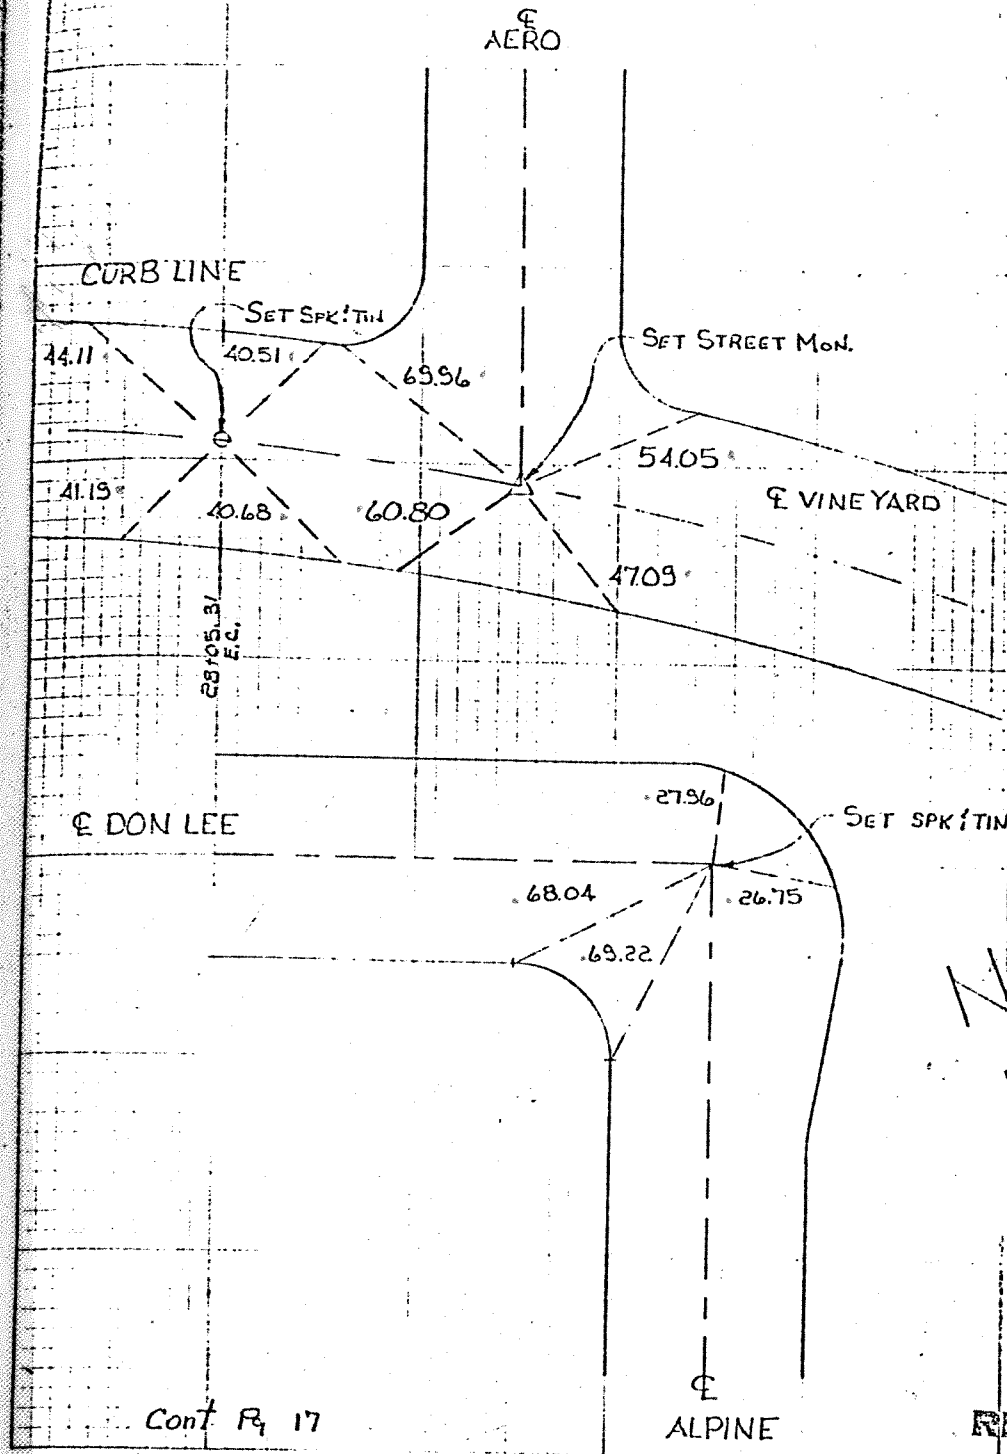 ℄
AERO
CURB LINE
SET SPK ! TIN
SET STREET MON.
44.11
40.51
69.96
54.05
41.19
40.68
60.80
℄ VINEYARD
47.09
28+05.31
E.C.
27.96
℄ DON LEE
SET SPK ! TIN
68.04
26.75
69.22
N
Cont Pg 17
℄
ALPINE
R